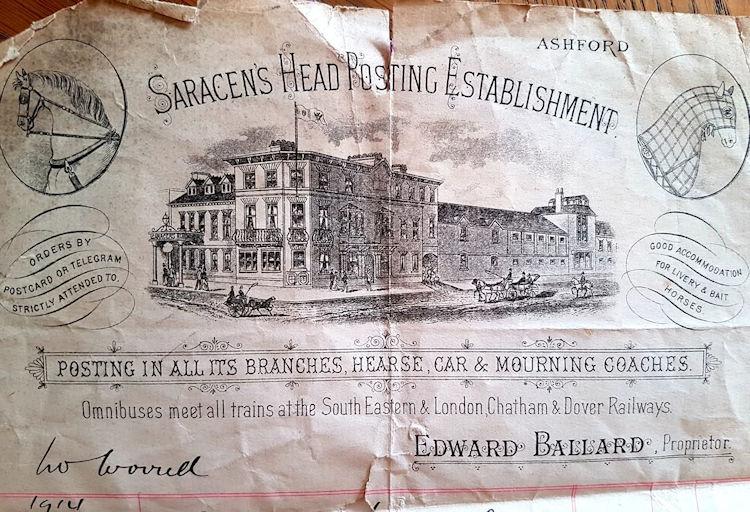 ASHFORD
SARACEN'S HEAD POSTING ESTABLISHMENT.
ORDERS BY
POSTCARD OR TELEGRAM
STRICTLY ATTENDED TO.
GOOD ACCOMMODATION
FOR LIVERY & BAIT
HORSES.
POSTING IN ALL ITS BRANCHES, HEARSE, CAR & MOURNING COACHES.
Omnibuses meet all trains at the South Eastern & London, Chatham & Dover Railways.
EDWARD BALLARD, Proprietor.
1914